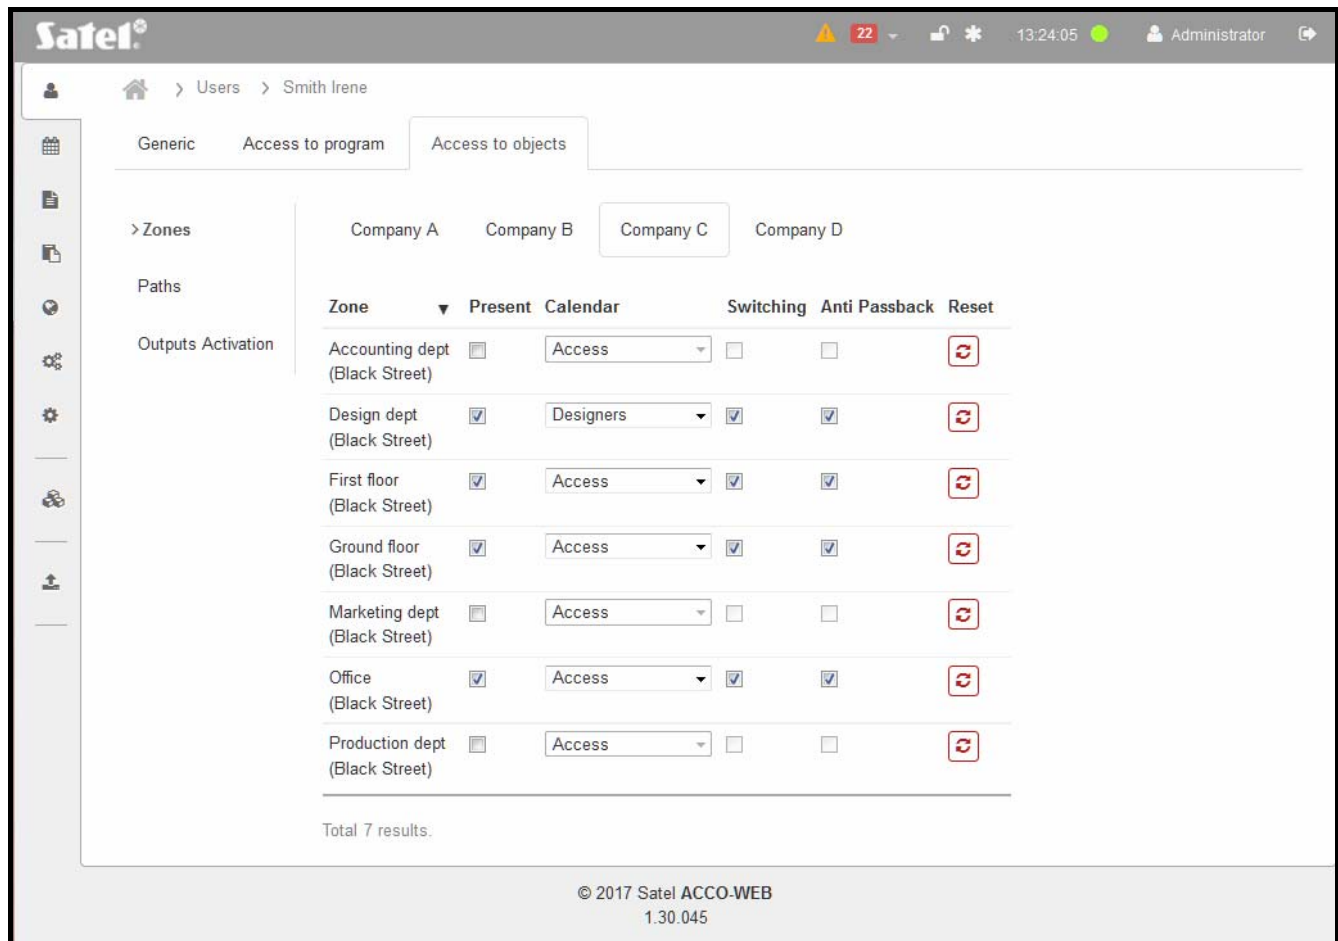 Satel®
22
13:24:05
Administrator
> Users > Smith Irene
Generic Access to program Access to objects
> Zones
Paths
Outputs Activation
Company A Company B Company C Company D
Zone ▼ Present Calendar Switching Anti Passback Reset
Accounting dept Access
(Black Street)
Design dept Designers
(Black Street)
First floor Access
(Black Street)
Ground floor Access
(Black Street)
Marketing dept Access
(Black Street)
Office Access
(Black Street)
Production dept Access
(Black Street)
Total 7 results.
© 2017 Satel ACCO-WEB
1.30.045